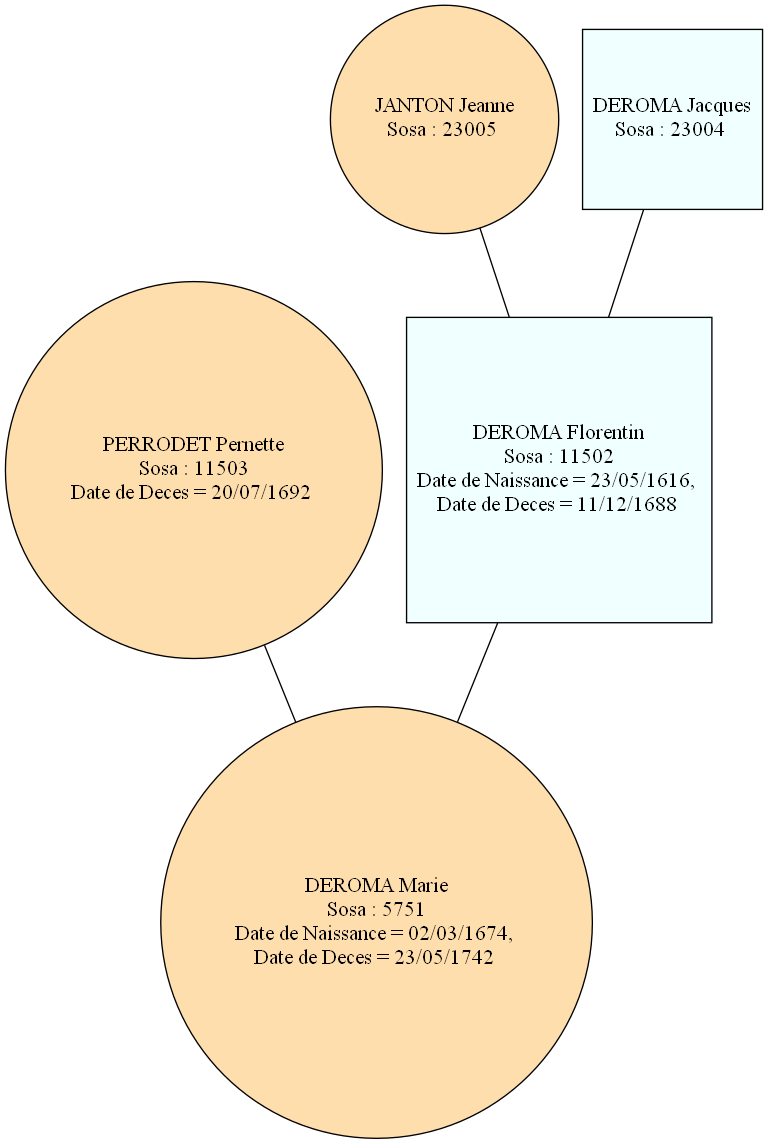 JANTON Jeanne
Sosa : 23005
DEROMA Jacques
Sosa : 23004
PERRODET Pernette
Sosa : 11503
Date de Deces = 20/07/1692
DEROMA Florentin
Sosa : 11502
Date de Naissance = 23/05/1616,
Date de Deces = 11/12/1688
DEROMA Marie
Sosa : 5751
Date de Naissance = 02/03/1674,
Date de Deces = 23/05/1742